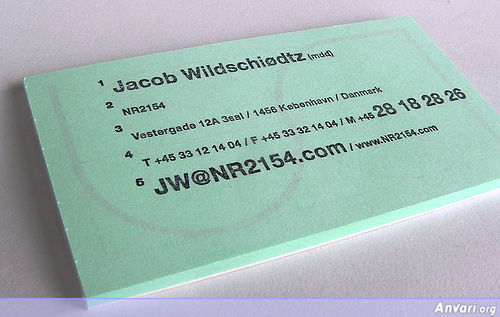 1 Jacob Wildschiødtz (mdd)
2 NR2154
3 Vestergade 12A 3sal / 1456 København / Danmark
4 T +45 33 12 14 04 / F +45 33 32 14 04 / M +45 28 18 28 26
5 JW@NR2154.com / www.NR2154.com
Anvari.org